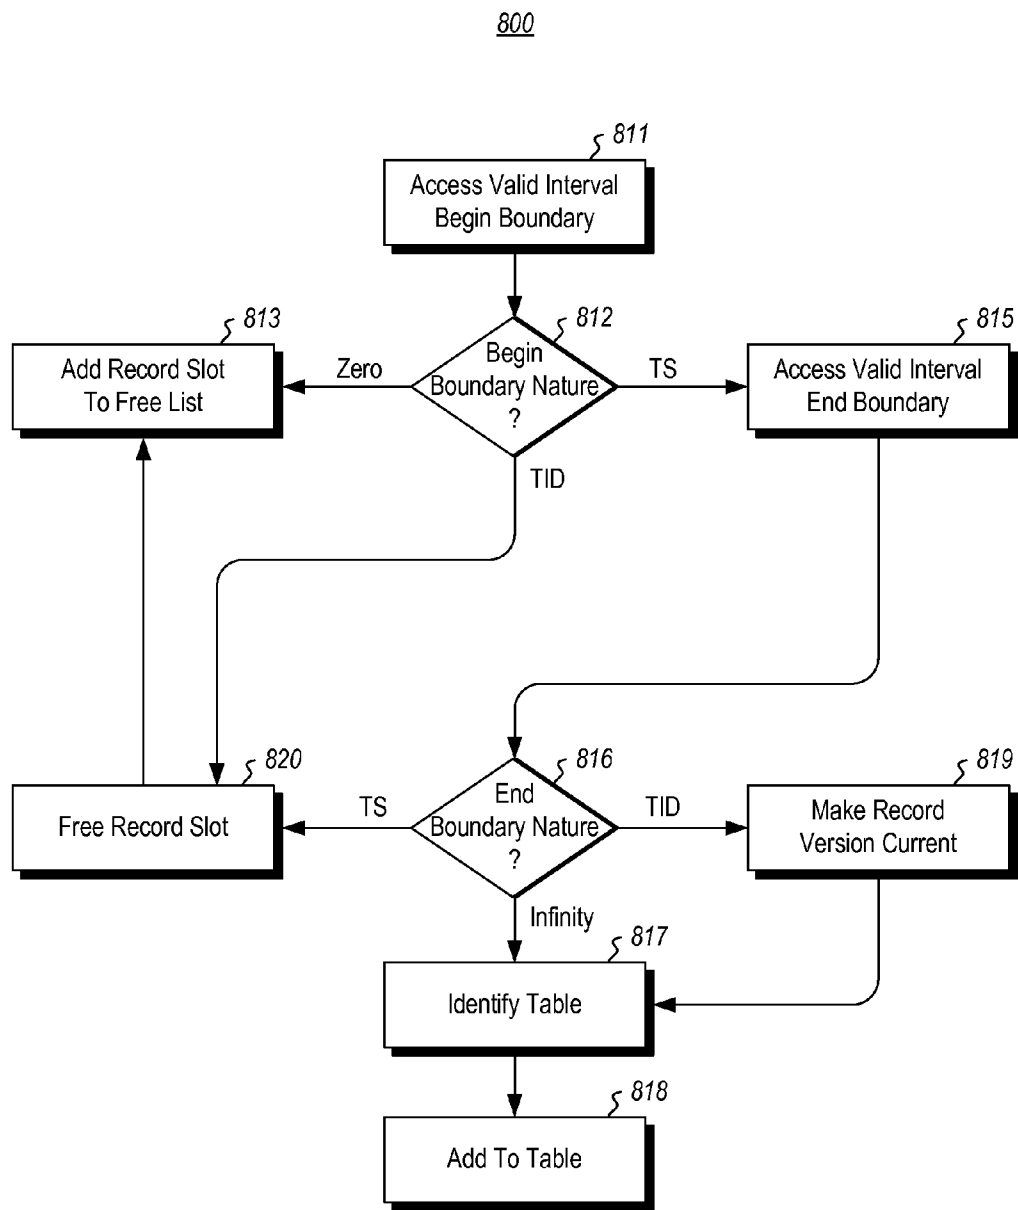 800
811
Access Valid Interval
Begin Boundary
813
Add Record Slot
To Free List
Zero
812
Begin
Boundary Nature
?
TS
TID
815
Access Valid Interval
End Boundary
820
Free Record Slot
TS
816
End
Boundary Nature
?
TID
Infinity
819
Make Record
Version Current
817
Identify Table
818
Add To Table